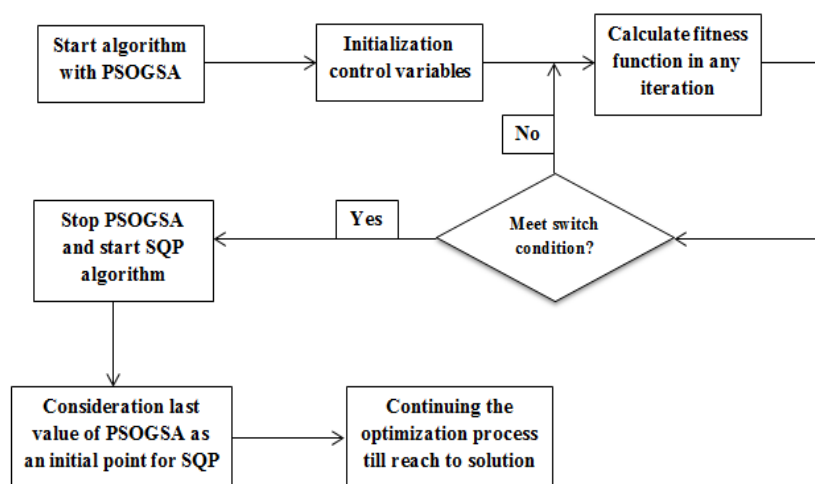 Start algorithm
with PSOGSA
Initialization
control variables
Calculate fitness
function in any
iteration
No
Meet switch
condition?
Yes
Stop PSOGSA
and start SQP
algorithm
Consideration last
value of PSOGSA as
an initial point for SQP
Continuing the
optimization process
till reach to solution